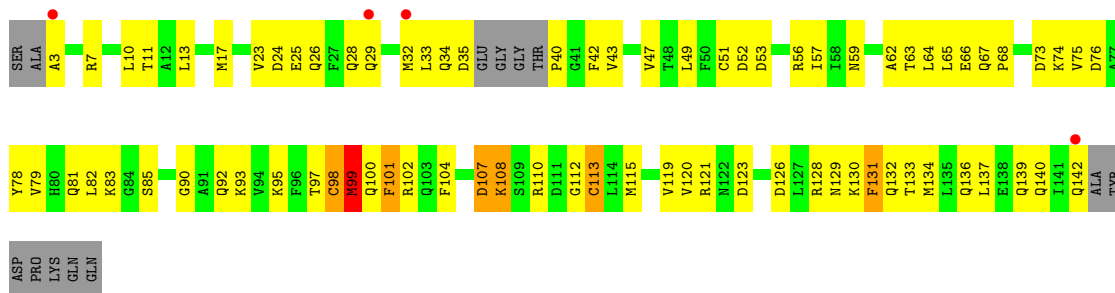 SER ALA A3 R7 L10 T11 A12 L13 M17 V23 D24 E25 Q26 F27 Q28 Q29 M32 L33 Q34 D35 GLU GLY GLY THR P40 G41 F42 V43 V47 T48 L49 F50 C51 D52 D53 R56 I57 I58 N59 A62 T63 L64 L65 E66 Q67 P68 D73 K74 V75 D76 A77
Y78 V79 H80 Q81 L82 K83 G84 S85 G90 A91 Q92 K93 V94 K95 F96 T97 C98 M99 Q100 F101 R102 Q103 F104 D107 K108 S109 R110 D111 G112 C113 L114 M115 V119 V120 R121 N122 D123 D126 L127 R128 N129 K130 F131 Q132 T133 M134 L135 Q136 L137 E138 Q139 Q140 I141 Q142 ALA TYR
ASP PRO LYS GLN GLN